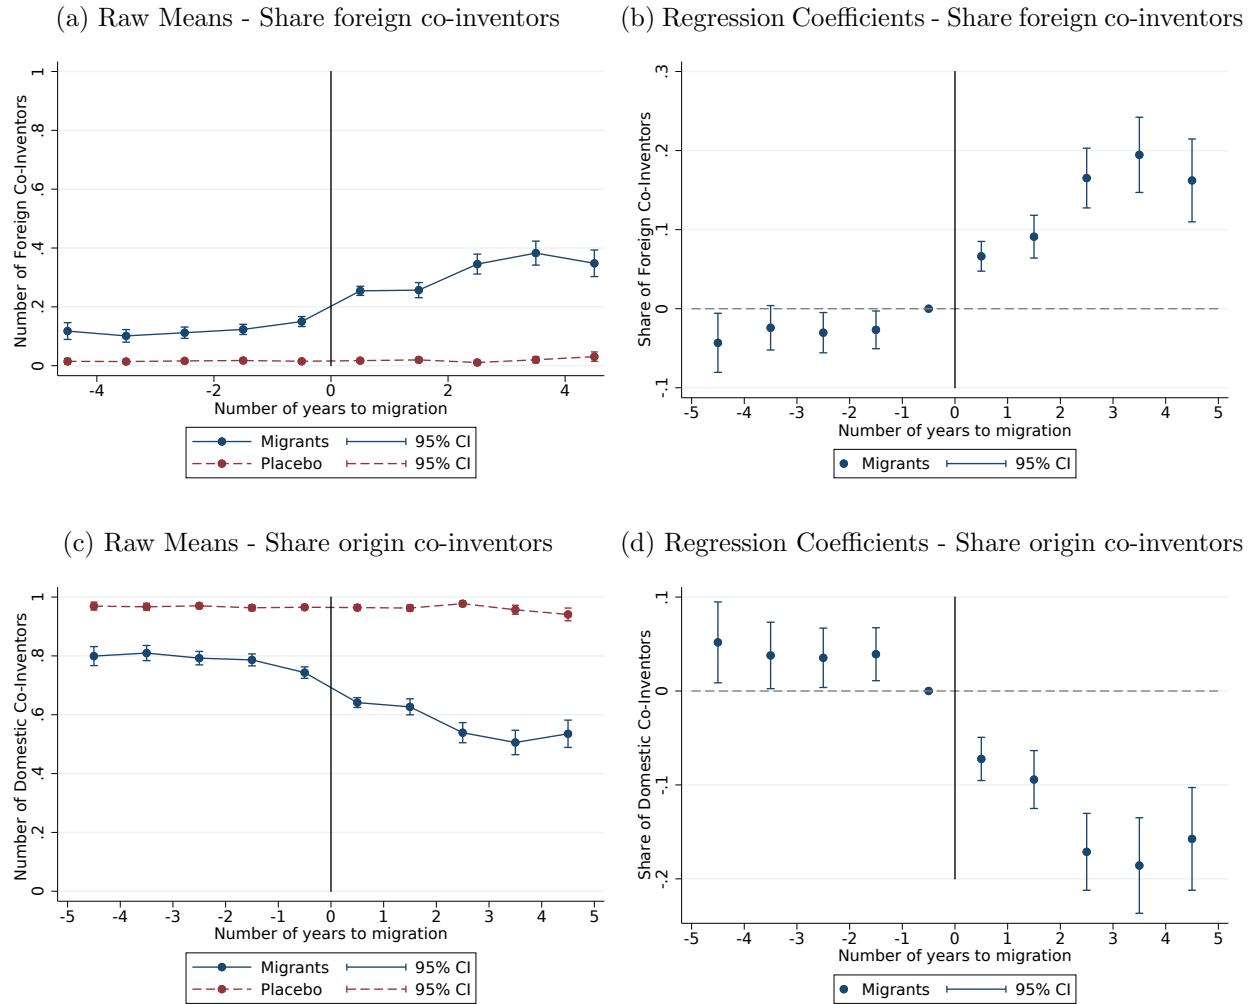 (a) Raw Means - Share foreign co-inventors
Number of Foreign Co-Inventors
1
.8
.6
.4
.2
0
-4 -2 0 2 4
Number of years to migration
Migrants 95% CI
Placebo 95% CI
(b) Regression Coefficients - Share foreign co-inventors
Share of Foreign Co-Inventors
.3
.2
.1
0
-.1
-5 -4 -3 -2 -1 0 1 2 3 4 5
Number of years to migration
Migrants 95% CI
(c) Raw Means - Share origin co-inventors
Number of Domestic Co-Inventors
1
.8
.6
.4
.2
0
-5 -4 -3 -2 -1 0 1 2 3 4 5
Number of years to migration
Migrants 95% CI
Placebo 95% CI
(d) Regression Coefficients - Share origin co-inventors
Share of Domestic Co-Inventors
.1
0
-.1
-.2
-5 -4 -3 -2 -1 0 1 2 3 4 5
Number of years to migration
Migrants 95% CI